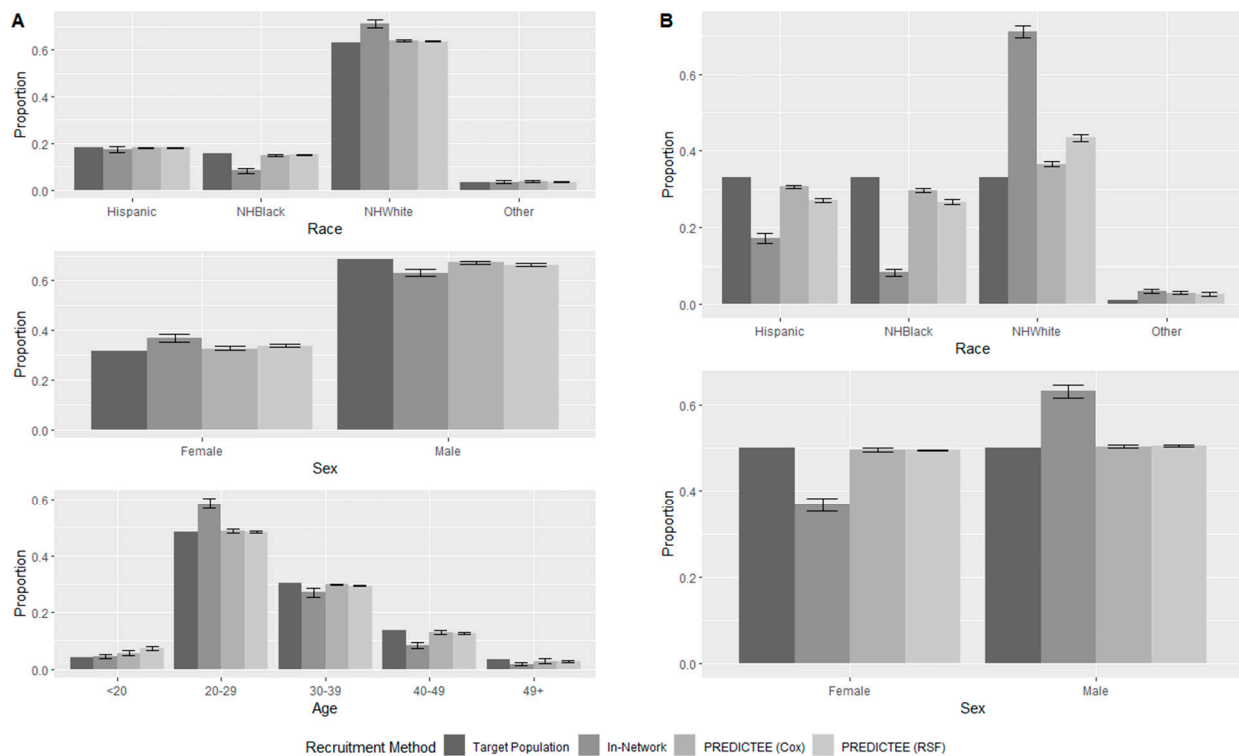 A
Proportion
0.6
0.4
0.2
0.0
Hispanic NHBlack NHWhite Other
Race
Proportion
0.6
0.4
0.2
0.0
Female Male
Sex
Proportion
0.6
0.4
0.2
0.0
<20 20-29 30-39 40-49 49+
Age
B
Proportion
0.6
0.4
0.2
0.0
Hispanic NHBlack NHWhite Other
Race
Proportion
0.6
0.4
0.2
0.0
Female Male
Sex
Recruitment Method Target Population In-Network PREDICTEE (Cox) PREDICTEE (RSF)